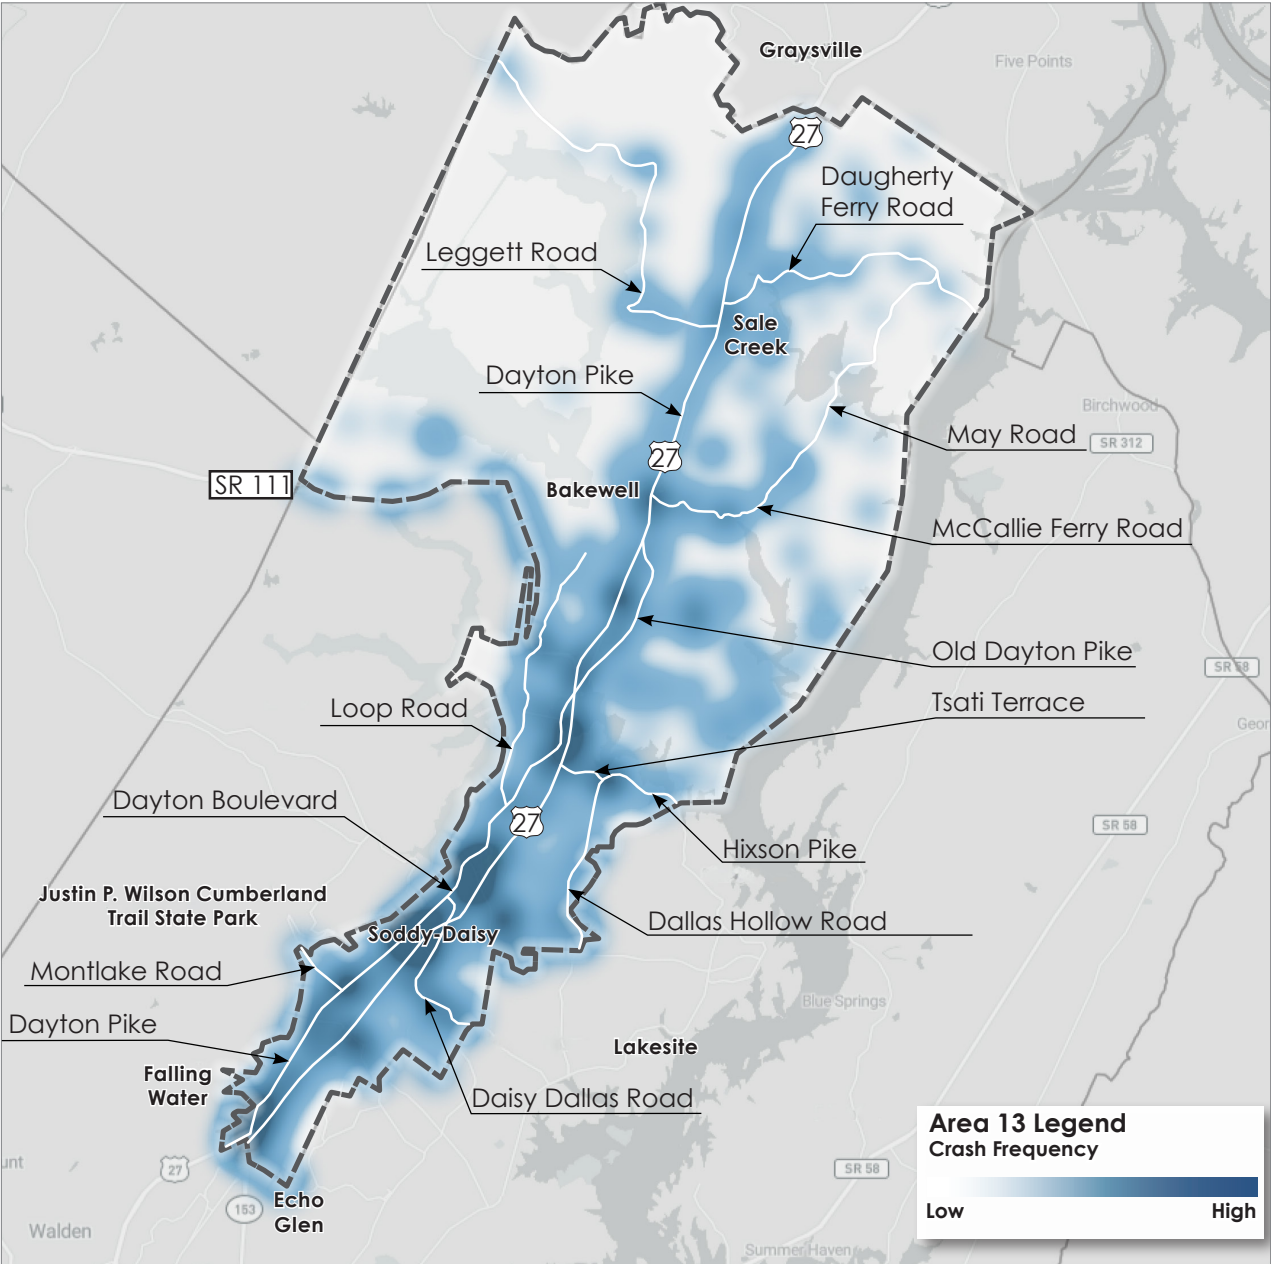 Graysville
Five Points
27
Daugherty
Ferry Road
Leggett Road
Sale
Creek
Dayton Pike
Birchwood
May Road
SR 312
27
SR 111
Bakewell
McCallie Ferry Road
Old Dayton Pike
SR 58
Tsati Terrace
Loop Road
Geor
Dayton Boulevard
27
SR 58
Hixson Pike
Justin P. Wilson Cumberland
Trail State Park
Dallas Hollow Road
Soddy-Daisy
Montlake Road
Blue Springs
Dayton Pike
Lakesite
Falling
Water
Daisy Dallas Road
Area 13 Legend
Crash Frequency
Low
High
unt
27
SR 58
Echo
Glen
153
Walden
Summer Haven